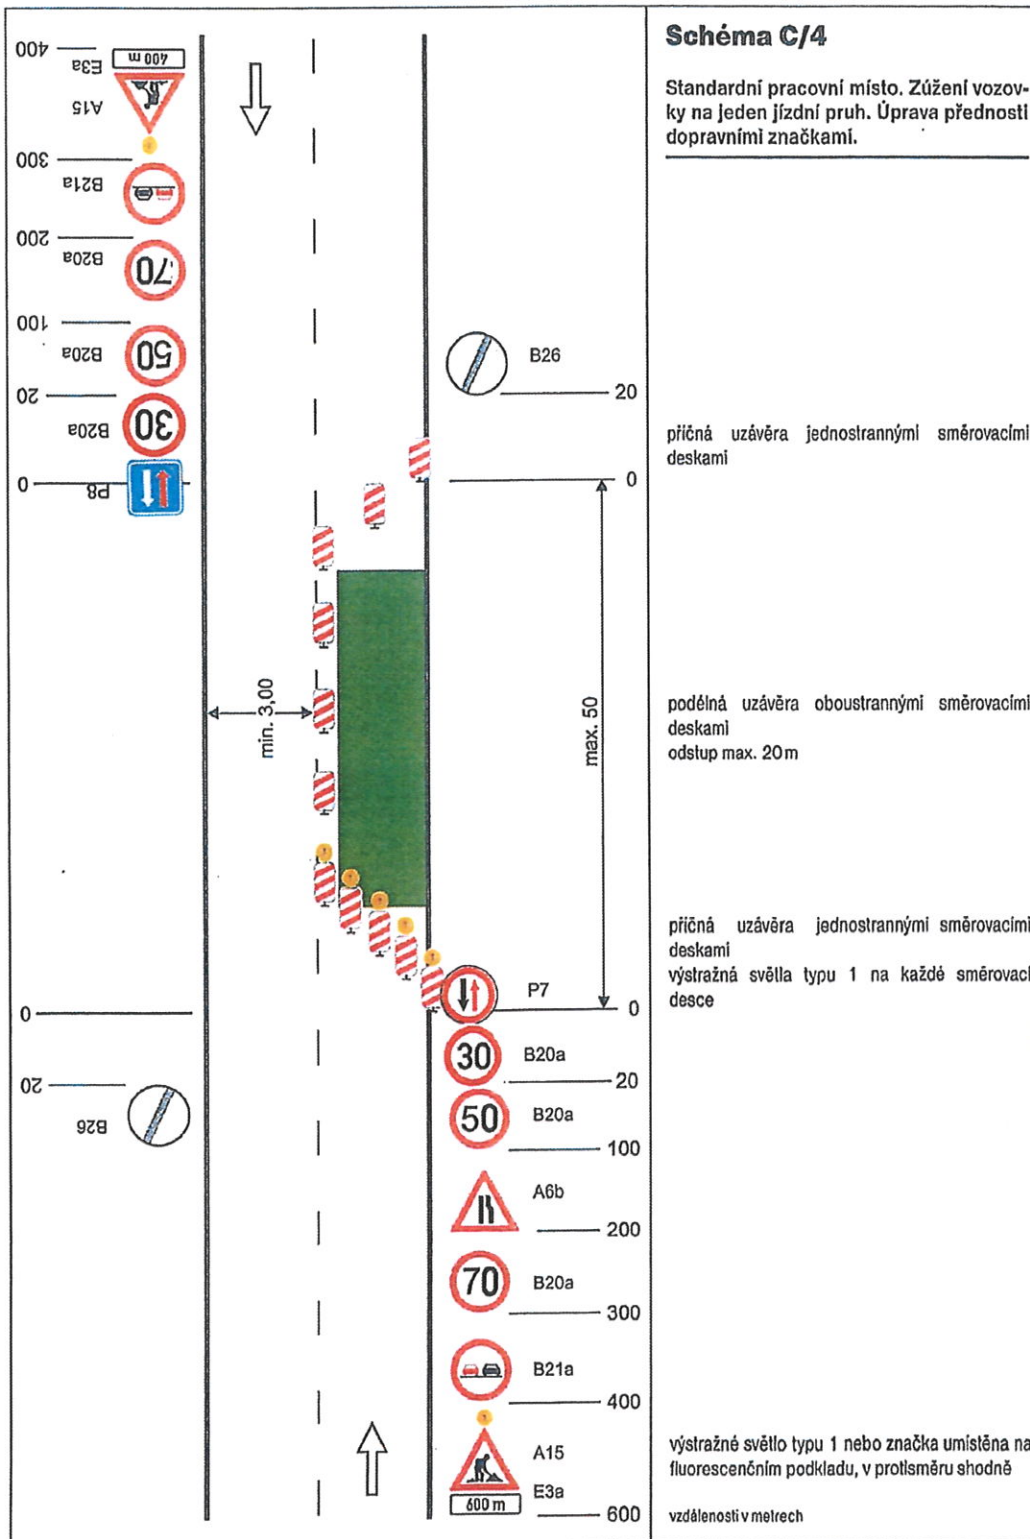 Schéma C/4
Standardní pracovní místo. Zúžení vozov-
ky na jeden jízdní pruh. Úprava přednosti
dopravními značkami.
400
E3a
400 m
A15
300
B21a
200
B20a
70
100
B20a
50
20
B20a
30
0
P8
B26
20
0
příčná uzávěra jednostrannými směrovacími
deskami
min. 3,00
max. 50
podélná uzávěra oboustrannými směrovacími
deskami
odstup max. 20 m
příčná uzávěra jednostrannými směrovacími
deskami
výstražná světla typu 1 na každé směrovací
desce
P7
0
0
30
B20a
20
20
B26
50
B20a
100
A6b
200
70
B20a
300
B21a
400
A15
E3a
600 m
600
výstražné světlo typu 1 nebo značka umístěna na
fluorescenčním podkladu, v protisměru shodně
vzdálenosti v metrech